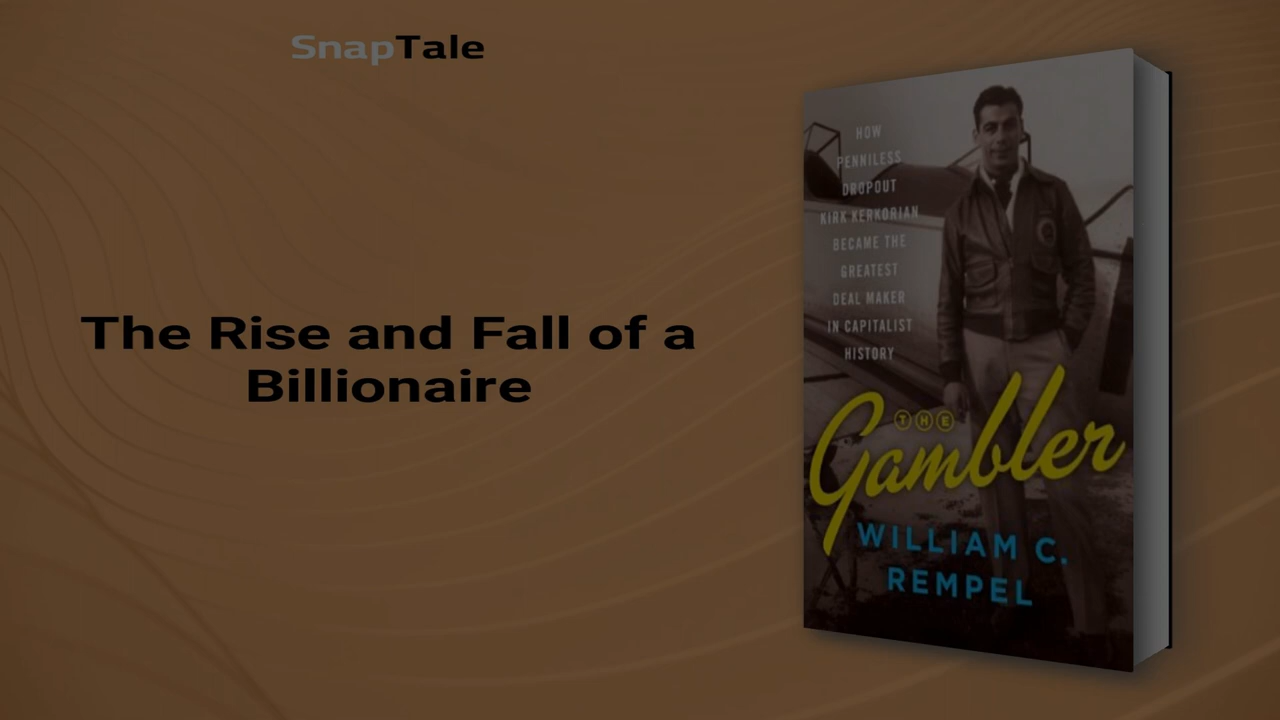 SnapTale
The Rise and Fall of a
Billionaire
HOW
PENNILESS
DROPOUT
KIRK KERKORIAN
BECAME THE
GREATEST
DEAL MAKER
IN CAPITALIST
HISTORY
THE
Gambler
WILLIAM C.
REMPEL